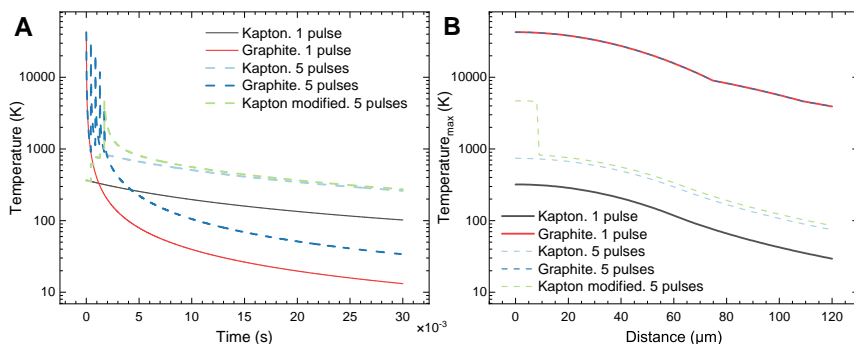 A
Temperature (K)
10000
1000
100
10
Kapton. 1 pulse
Graphite. 1 pulse
Kapton. 5 pulses
Graphite. 5 pulses
Kapton modified. 5 pulses
0 5 10 15 20 25 30
×10⁻³
Time (s)
B
Temperature_max (K)
10000
1000
100
10
Kapton. 1 pulse
Graphite. 1 pulse
Kapton. 5 pulses
Graphite. 5 pulses
Kapton modified. 5 pulses
0 20 40 60 80 100 120
Distance (µm)